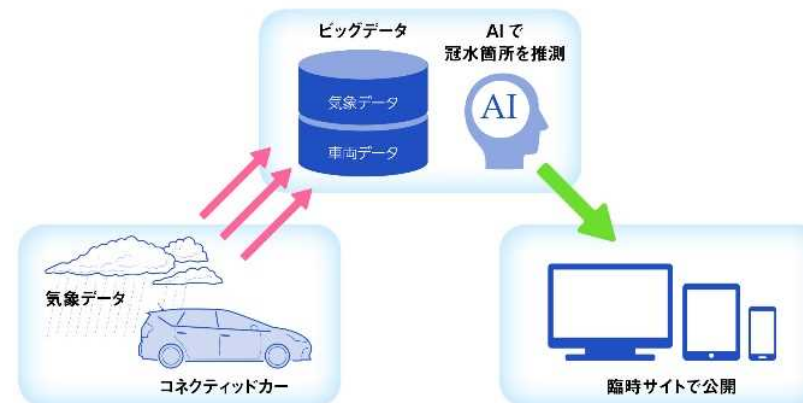 ビッグデータ
AIで
冠水箇所を推測
気象データ
車両データ
AI
気象データ
コネクティッドカー
臨時サイトで公開